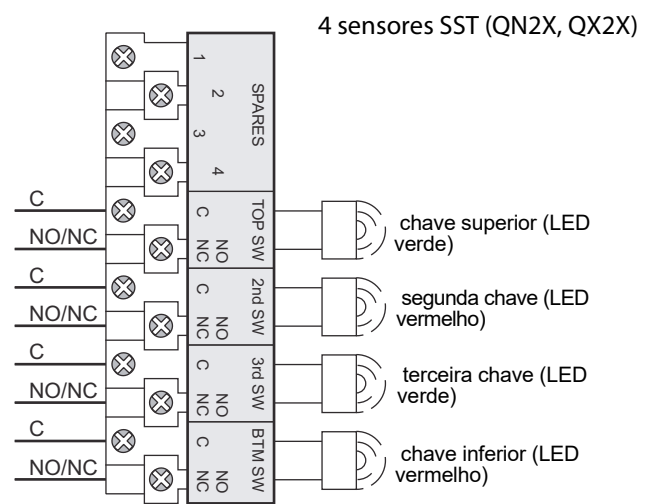 4 sensores SST (QN2X, QX2X)
1
2
3
4
SPARES
C
NO/NC
C
NO
NC
TOP SW
chave superior (LED
verde)
C
NO/NC
C
NO
NC
2nd SW
segunda chave (LED
vermelho)
C
NO/NC
C
NO
NC
3rd SW
terceira chave (LED
verde)
C
NO/NC
C
NO
NC
BTM SW
chave inferior (LED
vermelho)